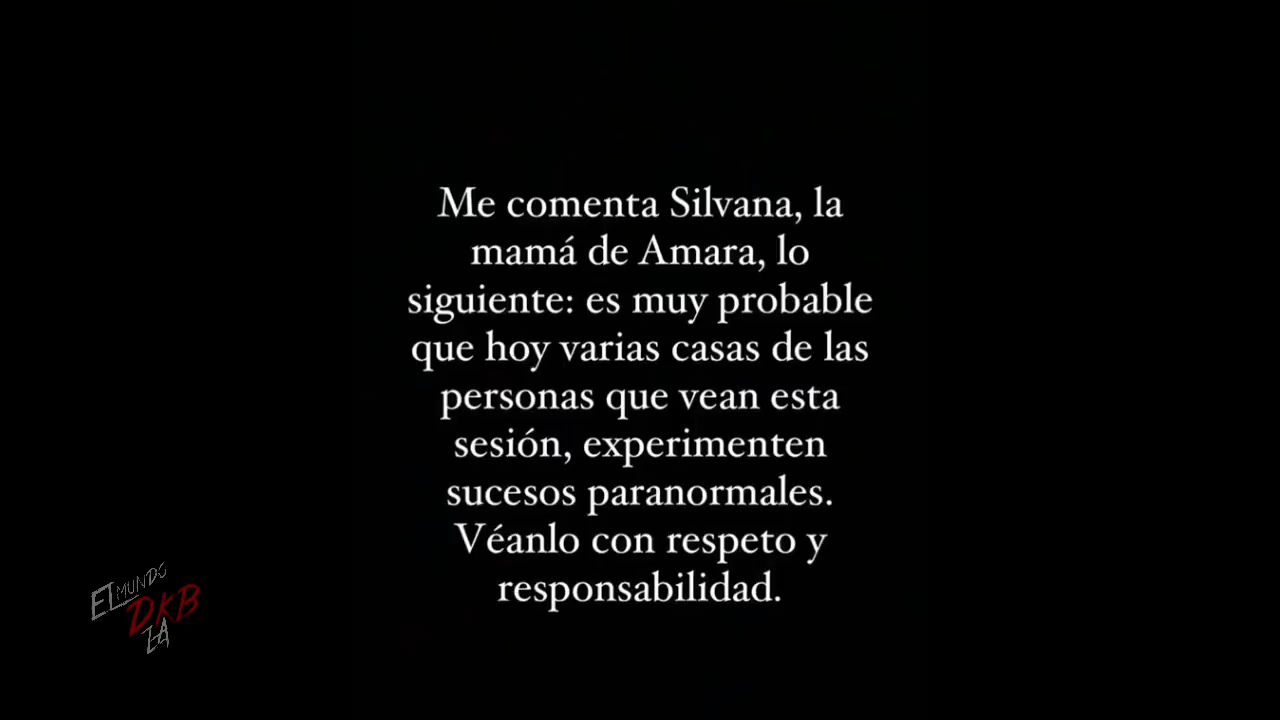 Me comenta Silvana, la
mamá de Amara, lo
siguiente: es muy probable
que hoy varias casas de las
personas que vean esta
sesión, experimenten
sucesos paranormales.
Véanlo con respeto y
responsabilidad.
EL MUNDO
DKB
ZA